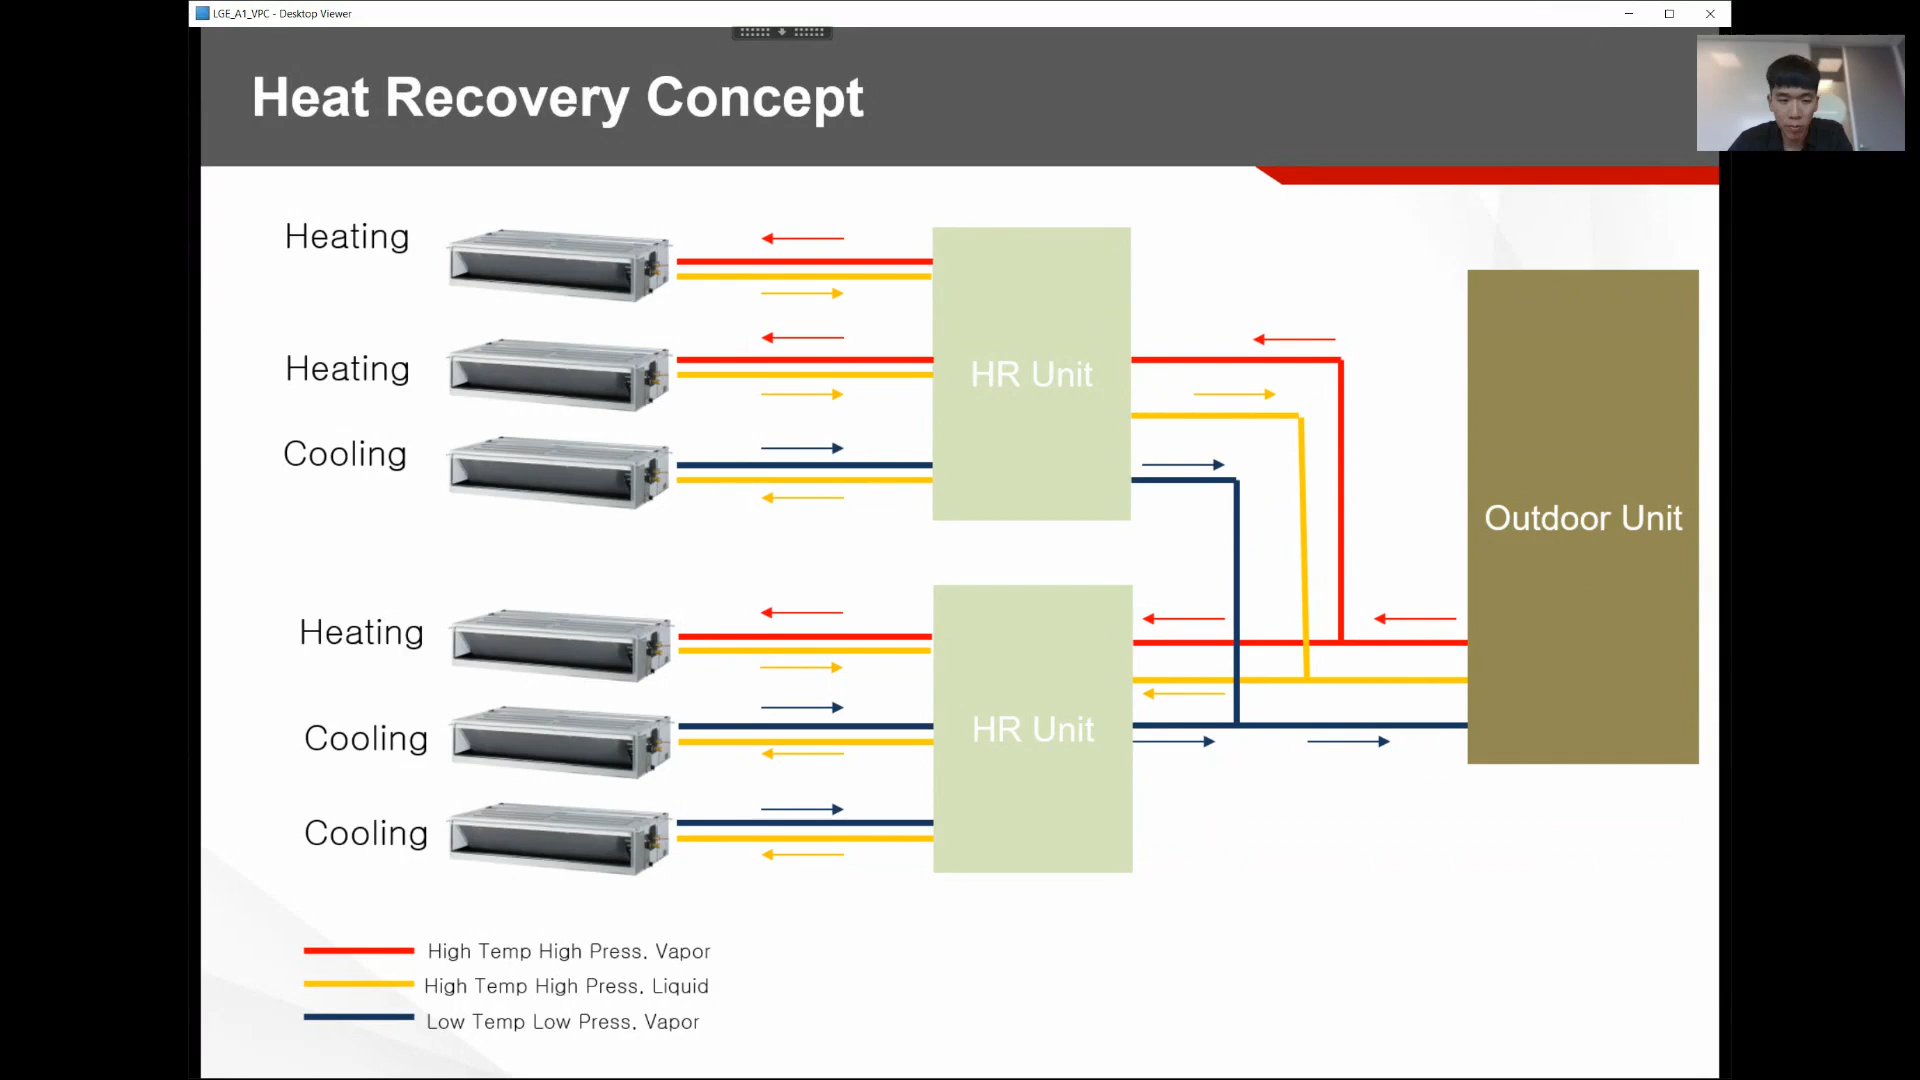 LGE_A1_VPC - Desktop Viewer
Heat Recovery Concept
Heating
Heating
HR Unit
Cooling
Outdoor Unit
Heating
Cooling
HR Unit
Cooling
High Temp High Press. Vapor
High Temp High Press. Liquid
Low Temp Low Press. Vapor